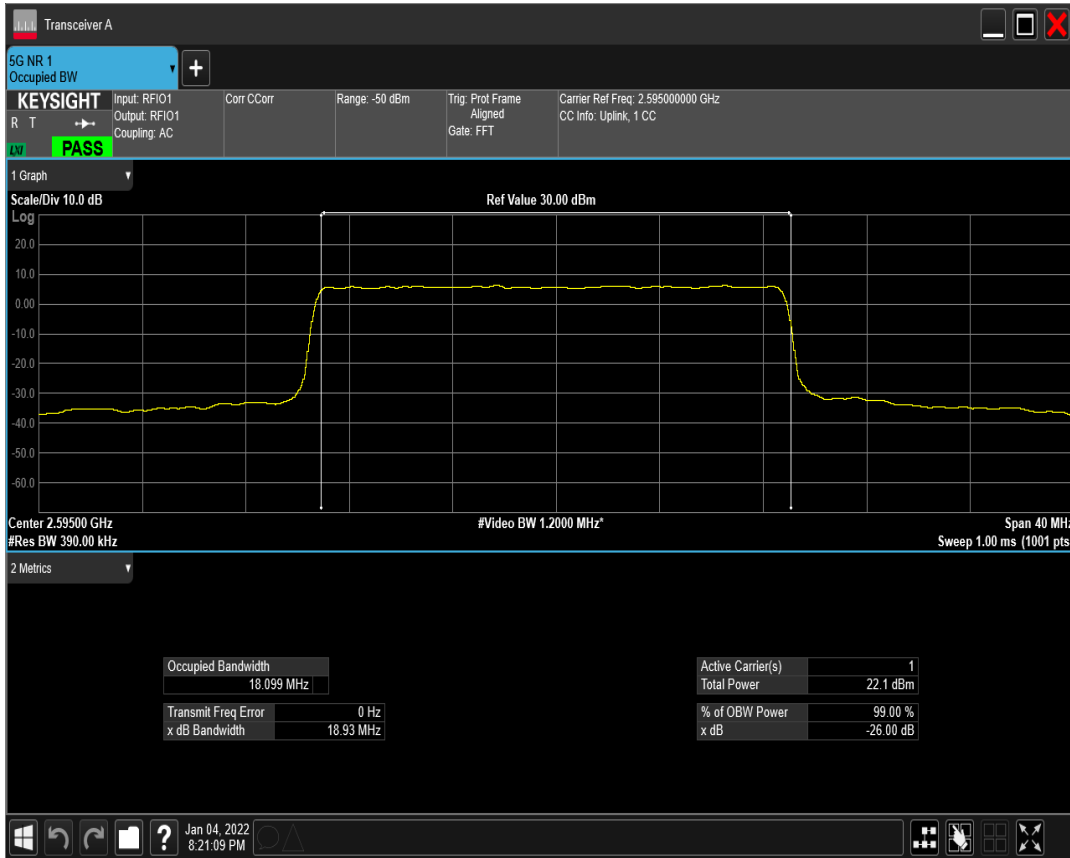 Transceiver A
5G NR 1
Occupied BW
KEYSIGHT
R T
LXI
PASS
Input: RFIO1
Output: RFIO1
Coupling: AC
Corr CCorr
Range: -50 dBm
Trig: Prot Frame
Aligned
Gate: FFT
Carrier Ref Freq: 2.595000000 GHz
CC Info: Uplink, 1 CC
1 Graph
Scale/Div 10.0 dB
Ref Value 30.00 dBm
Log
20.0
10.0
0.00
-10.0
-20.0
-30.0
-40.0
-50.0
-60.0
Center 2.59500 GHz
#Video BW 1.2000 MHz*
Span 40 MHz
#Res BW 390.00 kHz
Sweep 1.00 ms (1001 pts
2 Metrics
Occupied Bandwidth
18.099 MHz
Transmit Freq Error 0 Hz
x dB Bandwidth 18.93 MHz
Active Carrier(s) 1
Total Power 22.1 dBm
% of OBW Power 99.00 %
x dB -26.00 dB
Jan 04, 2022
8:21:09 PM